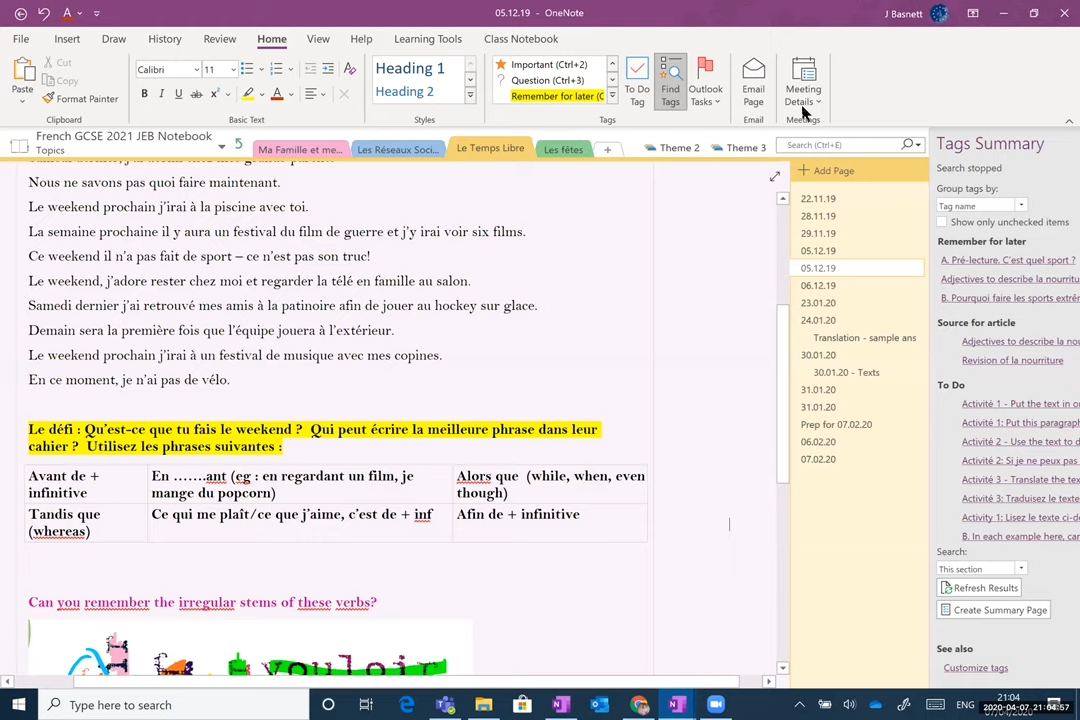 05.12.19 - OneNote
J Basnett
File Insert Draw History Review Home View Help Learning Tools Class Notebook
Paste
Cut
Copy
Format Painter
Clipboard
Calibri 11
B I U ab x
Basic Text
Heading 1
Heading 2
Styles
Important (Ctrl+2)
Question (Ctrl+3)
Remember for later (C
To Do Tag
Find Tags
Outlook Tasks
Tags
Email Page
Email
Meeting Details
Meetings
French GCSE 2021 JEB Notebook
Topics
Ma Famille et me... Les Réseaux Soci... Le Temps Libre Les fêtes + Theme 2 Theme 3
Search (Ctrl+E)
Nous ne savons pas quoi faire maintenant.
Le weekend prochain j'irai à la piscine avec toi.
La semaine prochaine il y aura un festival du film de guerre et j'y irai voir six films.
Ce weekend il n'a pas fait de sport – ce n'est pas son truc!
Le weekend, j'adore rester chez moi et regarder la télé en famille au salon.
Samedi dernier j'ai retrouvé mes amis à la patinoire afin de jouer au hockey sur glace.
Demain sera la première fois que l'équipe jouera à l'extérieur.
Le weekend prochain j'irai à un festival de musique avec mes copines.
En ce moment, je n'ai pas de vélo.
Le défi : Qu'est-ce que tu fais le weekend ? Qui peut écrire la meilleure phrase dans leur
cahier ? Utilisez les phrases suivantes :
Avant de +
infinitive
En …….ant (eg : en regardant un film, je
mange du popcorn)
Alors que (while, when, even
though)
Tandis que
(whereas)
Ce qui me plaît/ce que j'aime, c'est de + inf
Afin de + infinitive
Can you remember the irregular stems of these verbs?
vouloir
Add Page
22.11.19
28.11.19
29.11.19
05.12.19
05.12.19
06.12.19
23.01.20
24.01.20
Translation - sample ans
30.01.20
30.01.20 - Texts
31.01.20
31.01.20
Prep for 07.02.20
06.02.20
07.02.20
Tags Summary
Search stopped
Group tags by:
Tag name
Show only unchecked items
Remember for later
A. Pré-lecture. C'est quel sport ?
Adjectives to describe la nourritu
B. Pourquoi faire les sports extrêr
Source for article
Adjectives to describe la nou
Revision of la nourriture
To Do
Activité 1 - Put the text in or
Activité 1: Put this paragraph
Activité 2 - Use the text to d
Activité 2: Si je ne peux pas
Activité 3 - Translate the tex
Activité 3: Traduisez le texte
Activity 1: Lisez le texte ci-de
B. In each example here, car
Search:
This section
Refresh Results
Create Summary Page
See also
Customize tags
Type here to search
ENG
21:04
2020-04-07 21:04:57